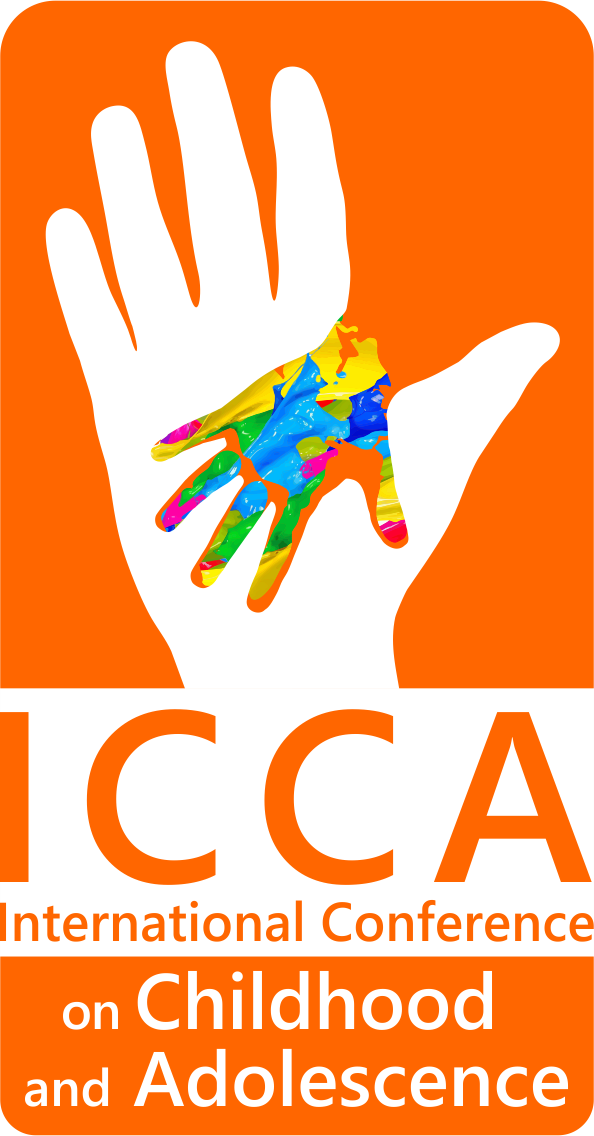 ICCA
International Conference
on Childhood
and Adolescence